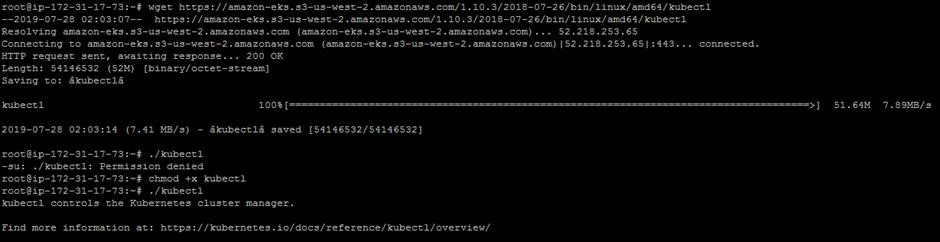 root@ip-172-31-17-73:~# wget https://amazon-eks.s3-us-west-2.amazonaws.com/1.10.3/2018-07-26/bin/linux/amd64/kubectl
--2019-07-28 02:03:07--  https://amazon-eks.s3-us-west-2.amazonaws.com/1.10.3/2018-07-26/bin/linux/amd64/kubectl
Resolving amazon-eks.s3-us-west-2.amazonaws.com (amazon-eks.s3-us-west-2.amazonaws.com)... 52.218.253.65
Connecting to amazon-eks.s3-us-west-2.amazonaws.com (amazon-eks.s3-us-west-2.amazonaws.com)|52.218.253.65|:443... connected.
HTTP request sent, awaiting response... 200 OK
Length: 54146532 (52M) [binary/octet-stream]
Saving to: âkubectlâ
kubectl 100%[=====================================================================================>] 51.64M 7.89MB/s
2019-07-28 02:03:14 (7.41 MB/s) - âkubectlâ saved [54146532/54146532]
root@ip-172-31-17-73:~# ./kubectl
-su: ./kubectl: Permission denied
root@ip-172-31-17-73:~# chmod +x kubectl
root@ip-172-31-17-73:~# ./kubectl
kubectl controls the Kubernetes cluster manager.
Find more information at: https://kubernetes.io/docs/reference/kubectl/overview/